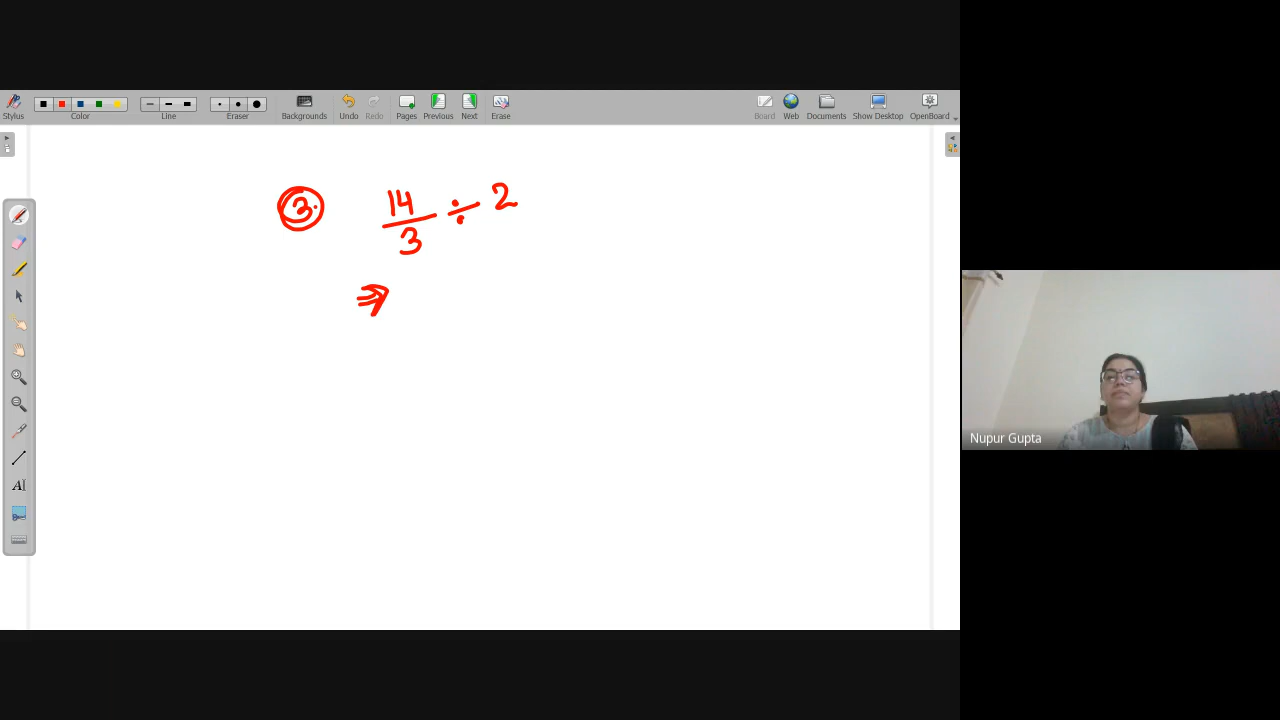 Stylus Color Line Eraser Backgrounds Undo Redo Pages Previous Next Erase Board Web Documents Show Desktop OpenBoard
③ 14/3 ÷ 2
⇒
Nupur Gupta